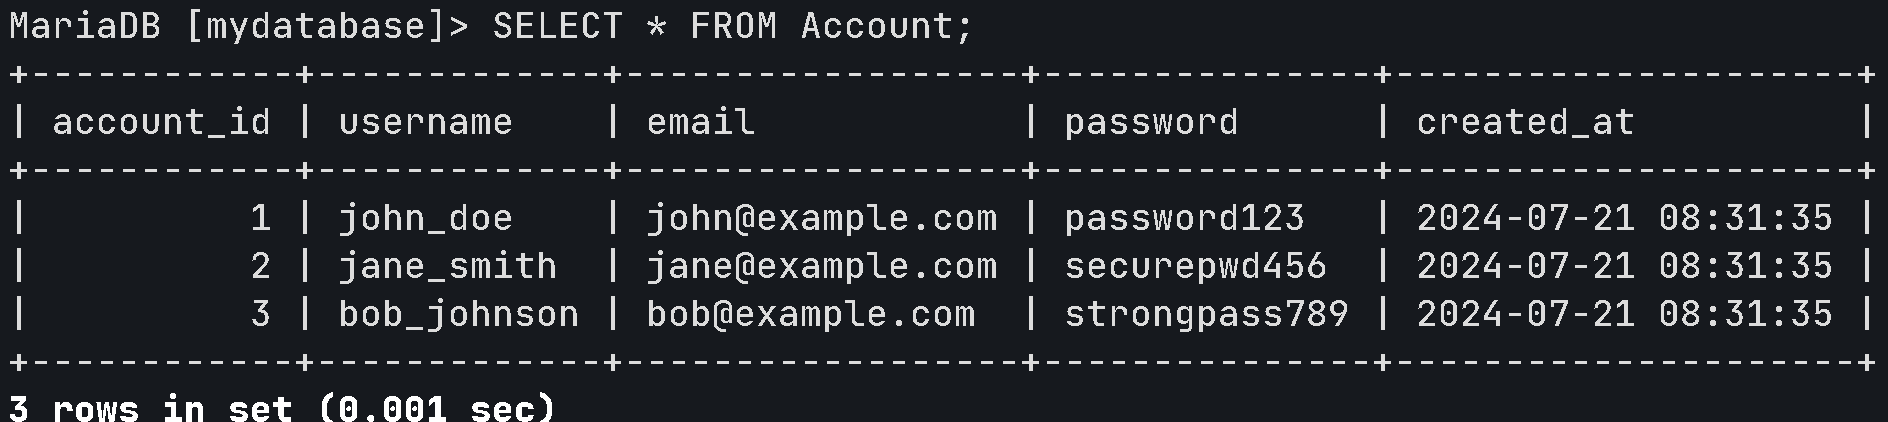 MariaDB [mydatabase]> SELECT * FROM Account;
+------------+-------------+------------------+---------------+---------------------+
| account_id | username    | email            | password      | created_at          |
+------------+-------------+------------------+---------------+---------------------+
|          1 | john_doe    | john@example.com | password123   | 2024-07-21 08:31:35 |
|          2 | jane_smith  | jane@example.com | securepwd456  | 2024-07-21 08:31:35 |
|          3 | bob_johnson | bob@example.com  | strongpass789 | 2024-07-21 08:31:35 |
+------------+-------------+------------------+---------------+---------------------+
3 rows in set (0.001 sec)